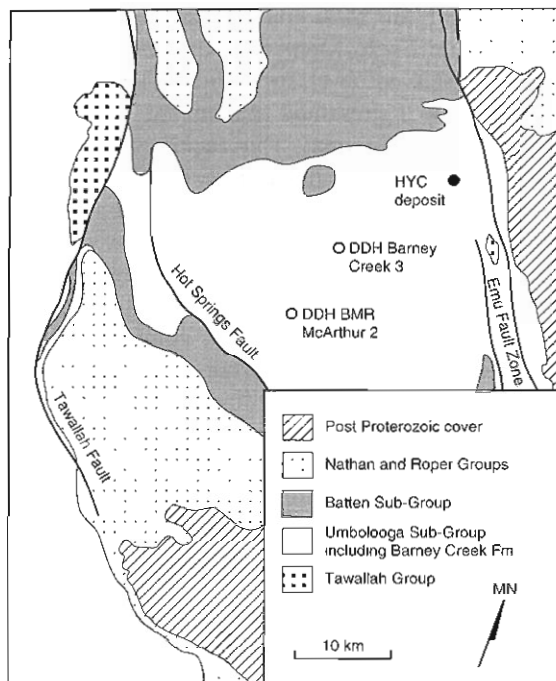 HYC
deposit
DDH Barney
Creek 3
DDH BMR
McArthur 2
Hot Springs Fault
Emu Fault Zone
Tawallah Fault
Post Proterozoic cover
Nathan and Roper Groups
Batten Sub-Group
Umbolooga Sub-Group
including Barney Creek Fm
Tawallah Group
MN
10 km